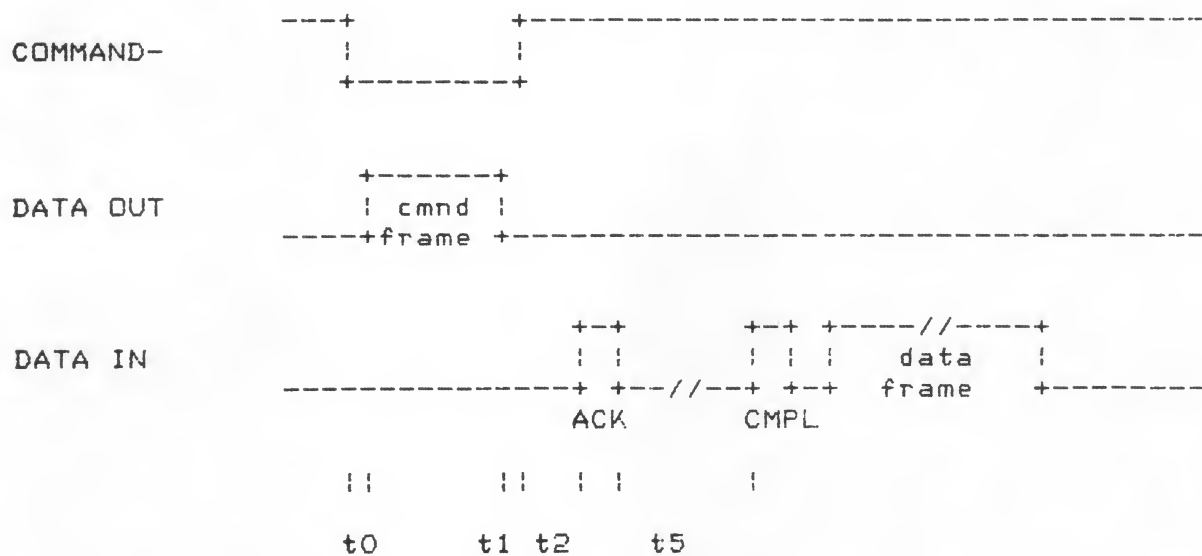 COMMAND-
DATA OUT
cmnd
frame
DATA IN
data
frame
ACK CMPL
t0 t1 t2 t5